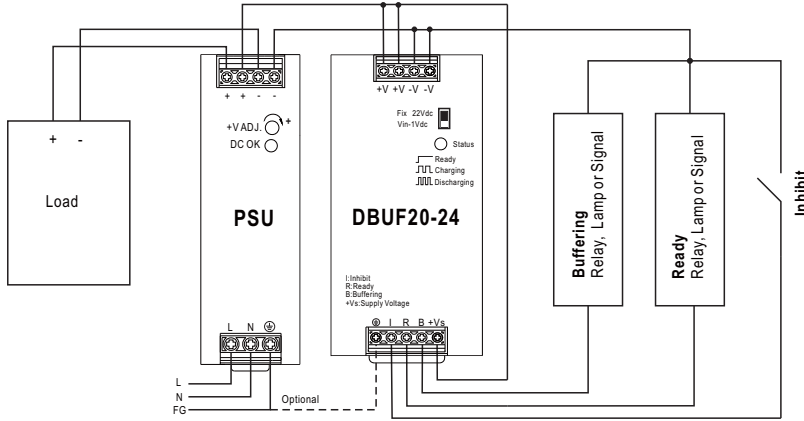 +V +V -V -V
+ + - -
Fix 22Vdc
Vin-1Vdc
+V ADJ.
+
DC OK
Status
Ready
Charging
Discharging
+ -
Load
PSU
DBUF20-24
Buffering
Relay, Lamp or Signal
Ready
Relay, Lamp or Signal
Inhibit
I:Inhibit
R:Ready
B:Buffering
+Vs:Supply Voltage
L N
I R B +Vs
L
N
FG
Optional